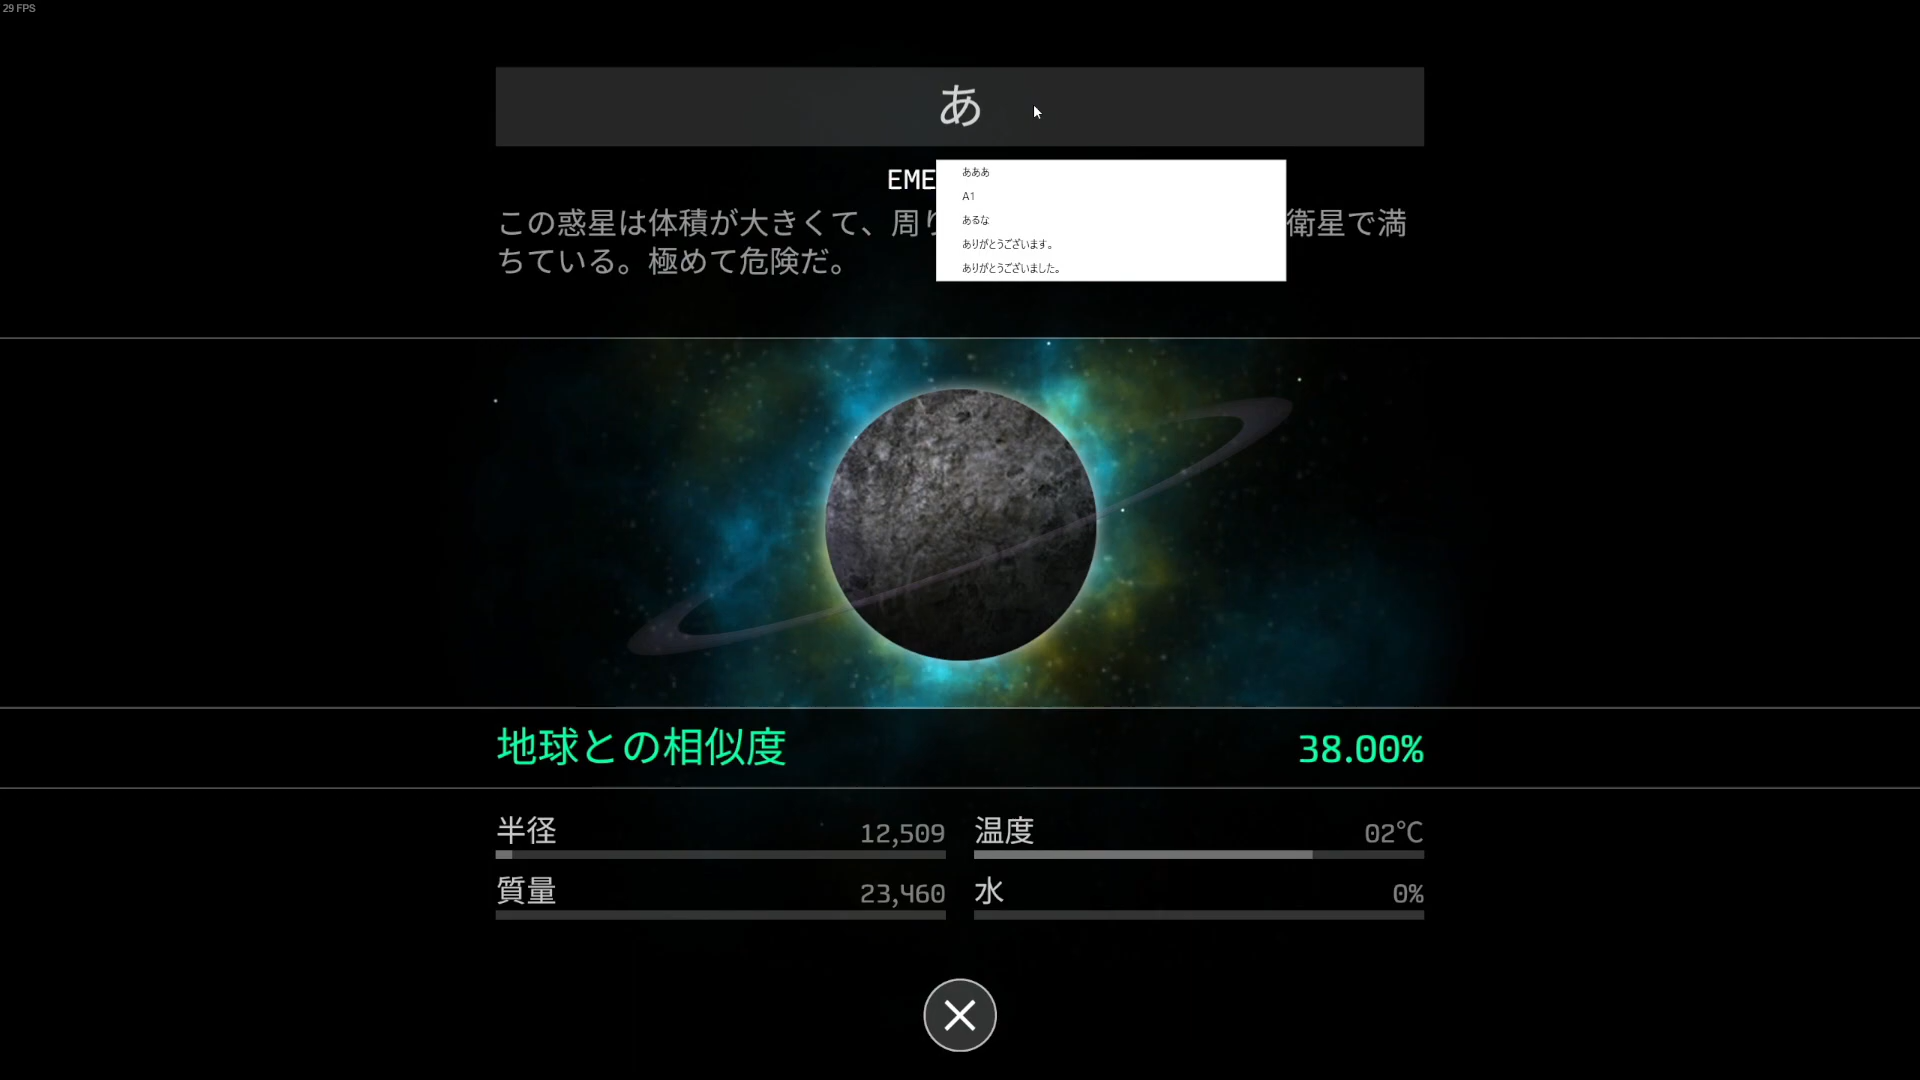 29 FPS
あ
EME
あああ
A1
あるな
ありがとうございます。
ありがとうございました。
この惑星は体積が大きくて、周り
衛星で満
ちている。極めて危険だ。
地球との相似度 38.00%
半径 12,509 温度 02°C
質量 23,460 水 0%